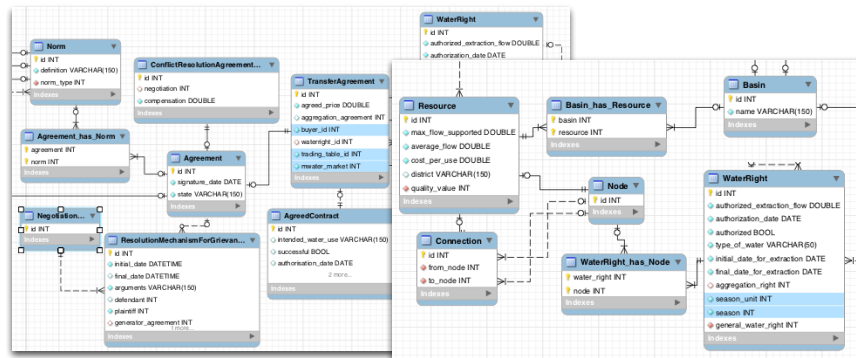 Norm
id INT
definition VARCHAR(150)
norm_type INT
Indexes
Agreement_has_Norm
agreement INT
norm INT
Indexes
Negotiation...
id INT
Indexes
ConflictResolutionAgreement...
id INT
negotiation INT
compensation DOUBLE
Indexes
Agreement
id INT
signature_date DATE
state VARCHAR(150)
Indexes
ResolutionMechanismForGrievan...
id INT
initial_date DATETIME
final_date DATETIME
arguments VARCHAR(150)
defendant INT
plaintiff INT
generator_agreement INT
1 more...
Indexes
TransferAgreement
id INT
agreed_price DOUBLE
aggregation_agreement INT
buyer_id INT
waterright_id INT
trading_table_id INT
mwater_market INT
Indexes
AgreedContract
id INT
intended_water_use VARCHAR(150)
successful BOOL
authorisation_date DATE
2 more...
Indexes
WaterRight
id INT
authorized_extraction_flow DOUBLE
authorization_date DATE
Resource
id INT
max_flow_supported DOUBLE
average_flow DOUBLE
cost_per_use DOUBLE
district VARCHAR(150)
quality_value INT
Indexes
Connection
id INT
from_node INT
to_node INT
Indexes
Basin_has_Resource
basin INT
resource INT
Indexes
Node
id INT
Indexes
WaterRight_has_Node
water_right INT
node INT
Indexes
Basin
id INT
name VARCHAR(150)
Indexes
WaterRight
id INT
authorized_extraction_flow DOUBLE
authorization_date DATE
authorized BOOL
type_of_water VARCHAR(50)
initial_date_for_extraction DATE
final_date_for_extraction DATE
aggregation_right INT
season_unit INT
season INT
general_water_right INT
Indexes